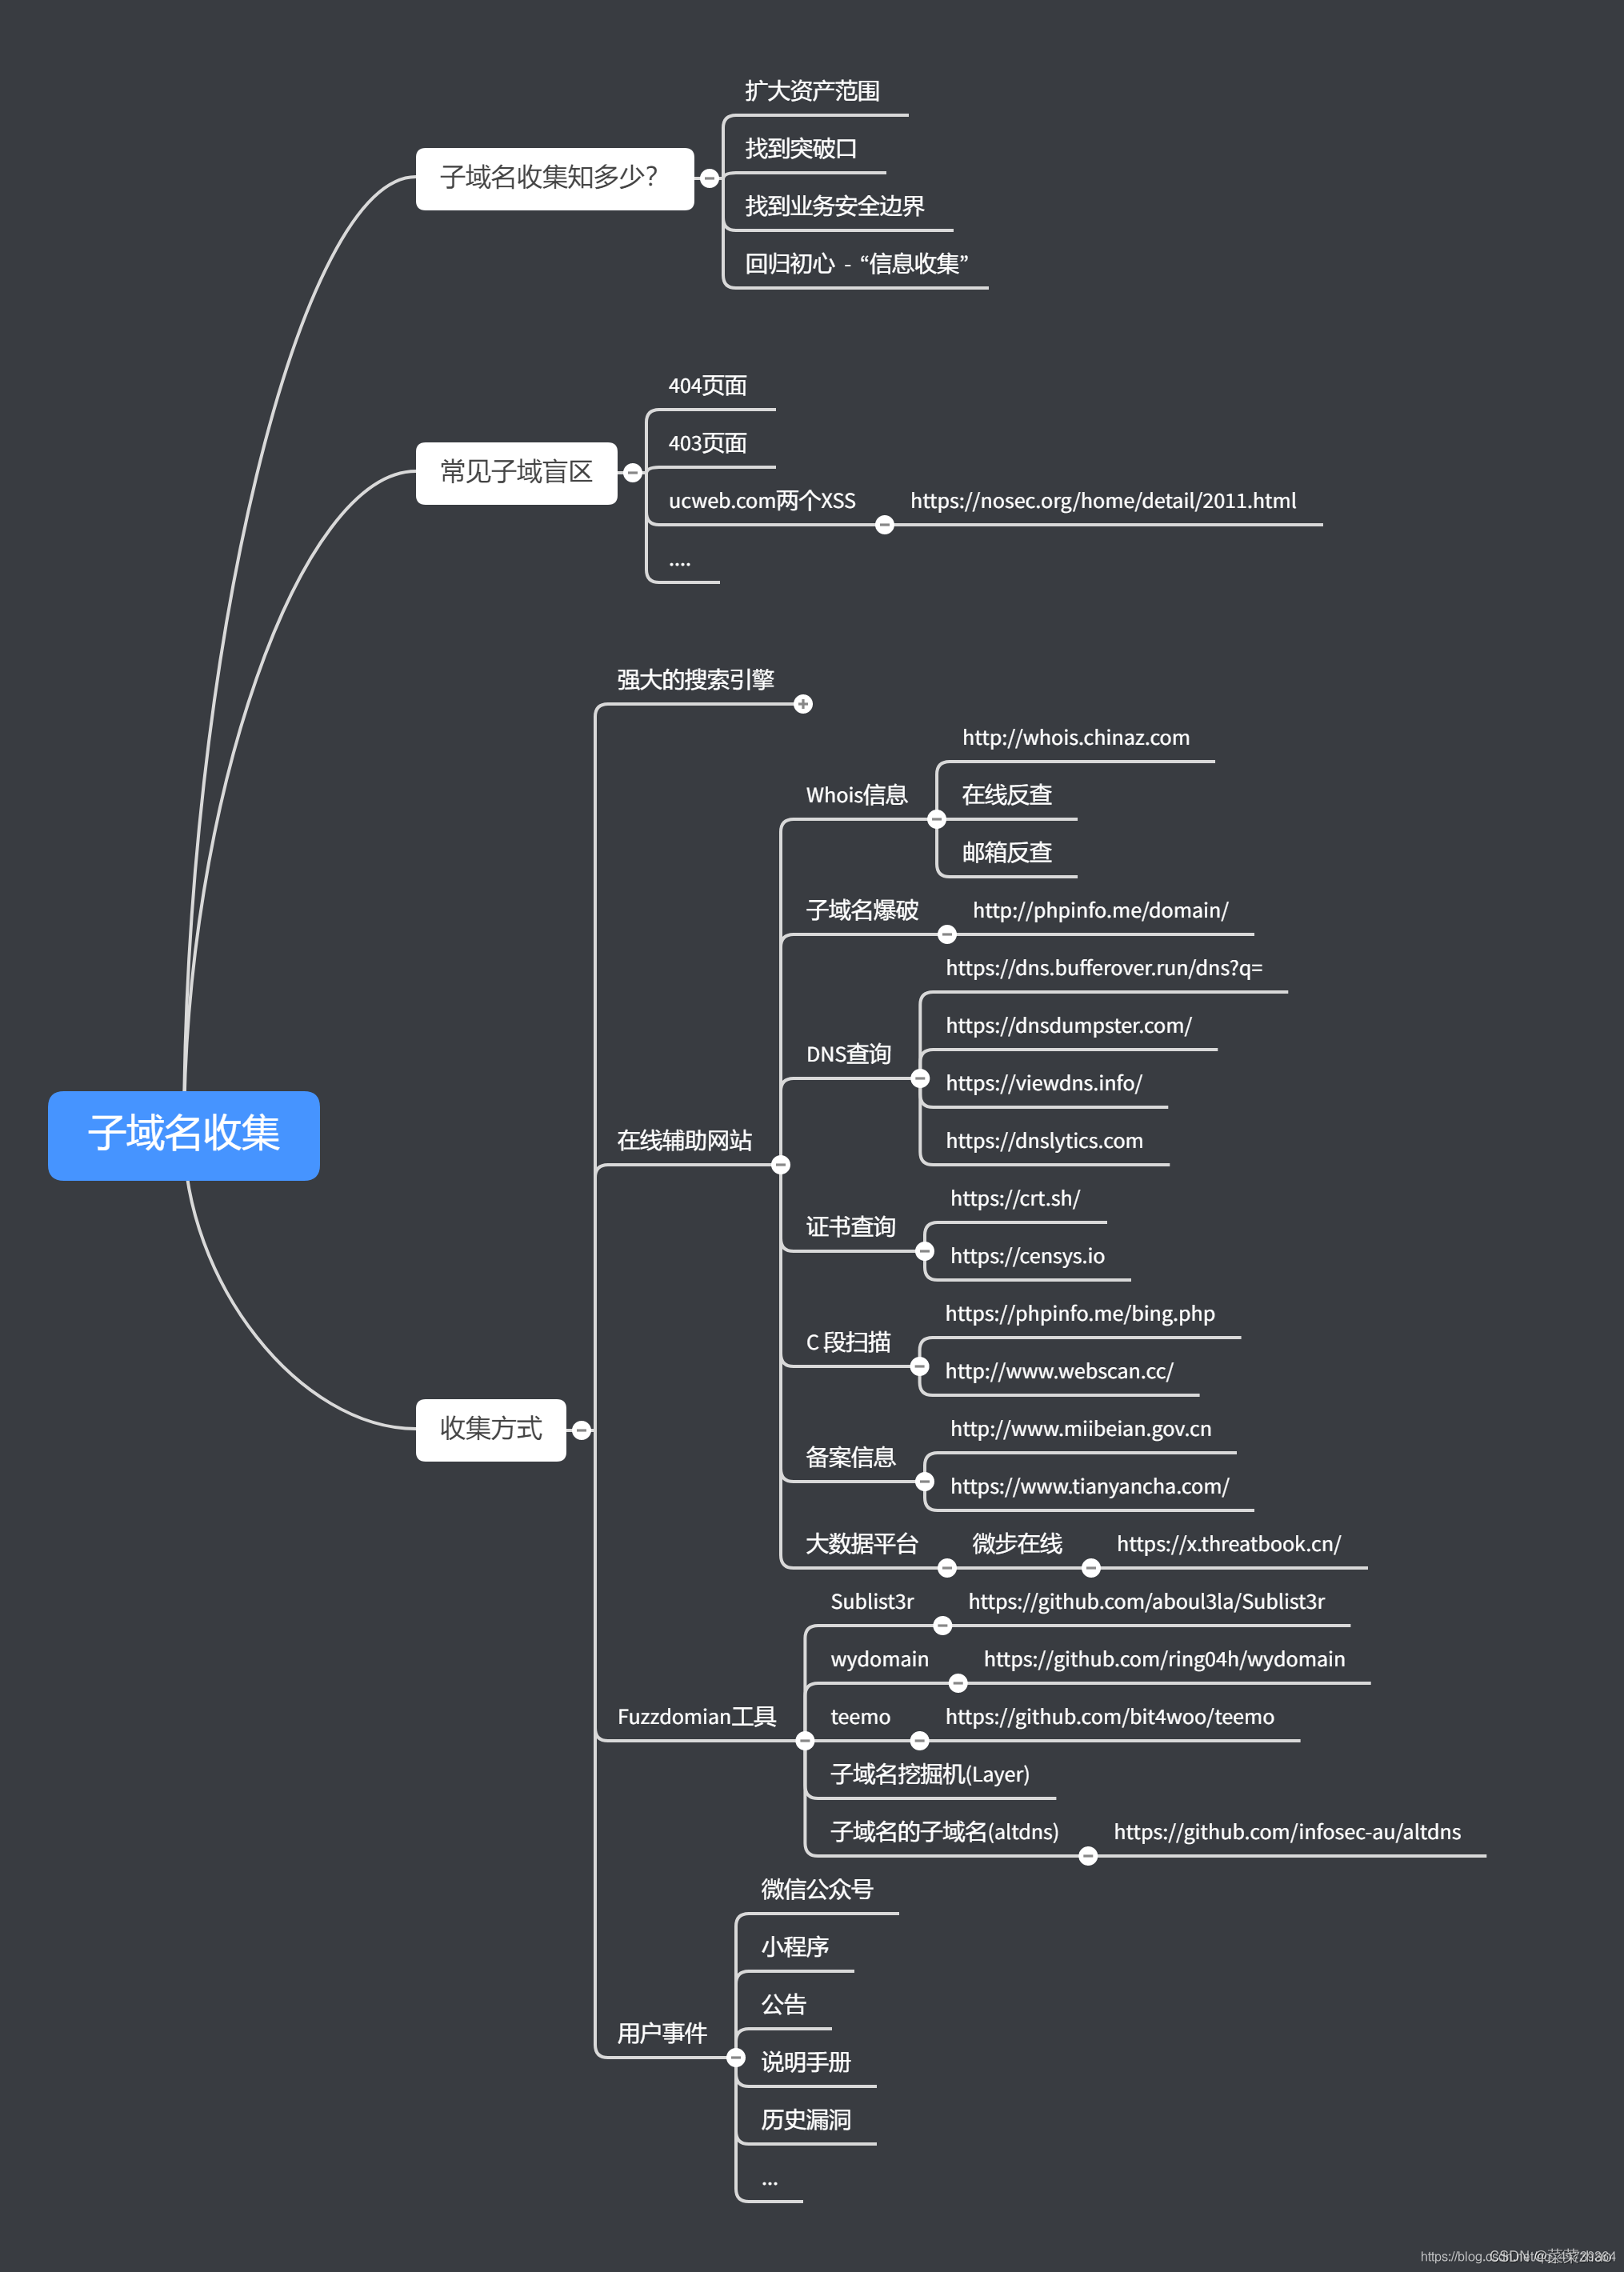 子域名收集
子域名收集知多少？
扩大资产范围
找到突破口
找到业务安全边界
回归初心 - “信息收集”
常见子域盲区
404页面
403页面
ucweb.com两个XSS
https://nosec.org/home/detail/2011.html
....
收集方式
强大的搜索引擎
在线辅助网站
Whois信息
http://whois.chinaz.com
在线反查
邮箱反查
子域名爆破
http://phpinfo.me/domain/
DNS查询
https://dns.bufferover.run/dns?q=
https://dnsdumpster.com/
https://viewdns.info/
https://dnslytics.com
证书查询
https://crt.sh/
https://censys.io
C 段扫描
https://phpinfo.me/bing.php
http://www.webscan.cc/
备案信息
http://www.miibeian.gov.cn
https://www.tianyancha.com/
大数据平台
微步在线
https://x.threatbook.cn/
Fuzzdomian工具
Sublist3r
https://github.com/aboul3la/Sublist3r
wydomain
https://github.com/ring04h/wydomain
teemo
https://github.com/bit4woo/teemo
子域名挖掘机(Layer)
子域名的子域名(altdns)
https://github.com/infosec-au/altdns
用户事件
微信公众号
小程序
公告
说明手册
历史漏洞
...
CSDN @菜菜zhao